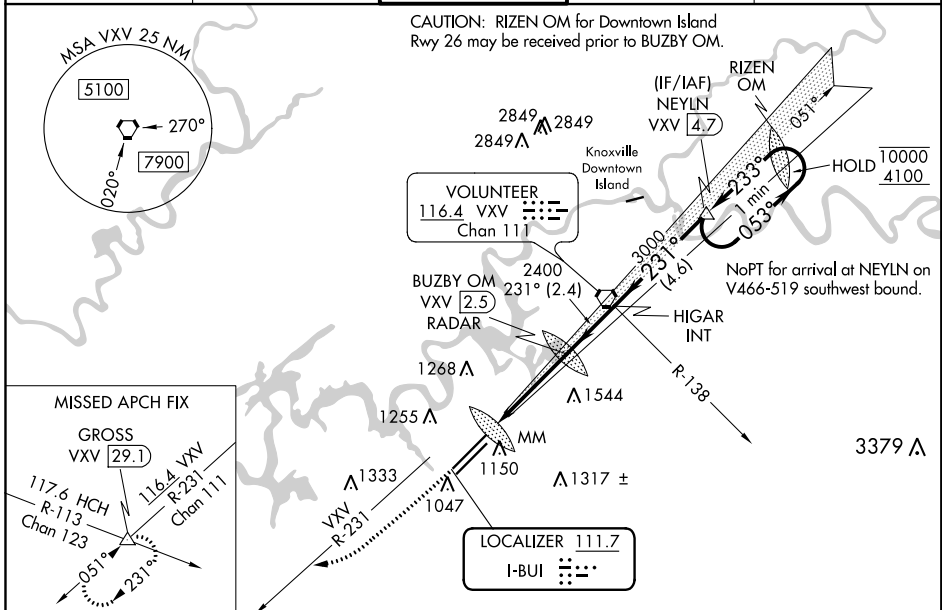 CAUTION: RIZEN OM for Downtown Island
Rwy 26 may be received prior to BUZBY OM.
MSA VXV 25 NM
5100
270°
7900
020°
2849
2849
2849
Knoxville
Downtown
Island
(IF/IAF)
NEYLN
VXV 4.7
RIZEN
OM
051°
HOLD
10000
4100
233°
1 min
053°
VOLUNTEER
116.4 VXV
Chan 111
3000
231°
(4.6)
NoPT for arrival at NEYLN on
V466-519 southwest bound.
2400
231° (2.4)
BUZBY OM
VXV 2.5
RADAR
HIGAR
INT
R-138
1268
1544
1255
MM
1150
3379
1333
1047
1317 ±
VXV
R-231
LOCALIZER 111.7
I-BUI
MISSED APCH FIX
GROSS
VXV 29.1
117.6 HCH
R-113
Chan 123
116.4 VXV
R-231
Chan 111
051°
231°